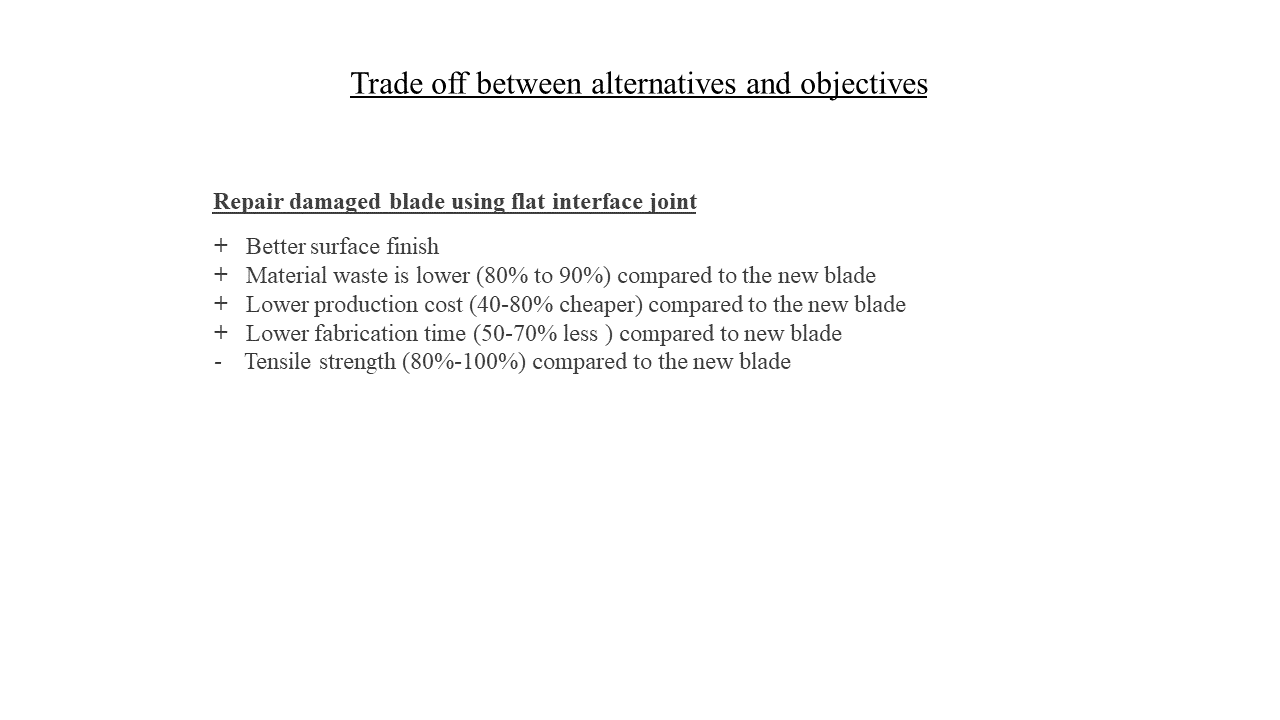 Trade off between alternatives and objectives
Repair damaged blade using flat interface joint
+ Better surface finish
+ Material waste is lower (80% to 90%) compared to the new blade
+ Lower production cost (40-80% cheaper) compared to the new blade
+ Lower fabrication time (50-70% less ) compared to new blade
- Tensile strength (80%-100%) compared to the new blade